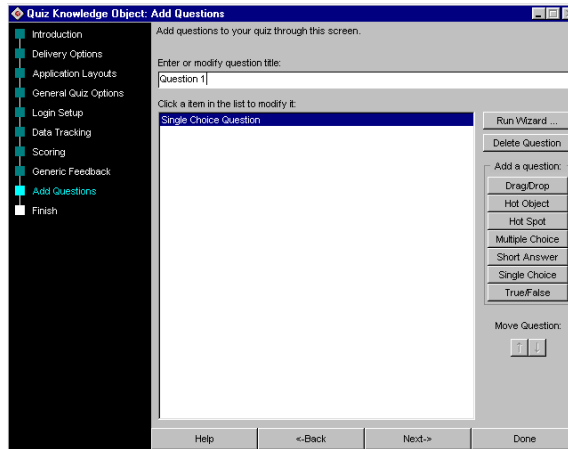 Quiz Knowledge Object: Add Questions
Introduction
Delivery Options
Application Layouts
General Quiz Options
Login Setup
Data Tracking
Scoring
Generic Feedback
Add Questions
Finish
Add questions to your quiz through this screen.
Enter or modify question title:
Question 1
Click a item in the list to modify it:
Single Choice Question
Run Wizard ...
Delete Question
Add a question:
Drag/Drop
Hot Object
Hot Spot
Multiple Choice
Short Answer
Single Choice
True/False
Move Question:
↑ ↓
Help <-Back Next-> Done